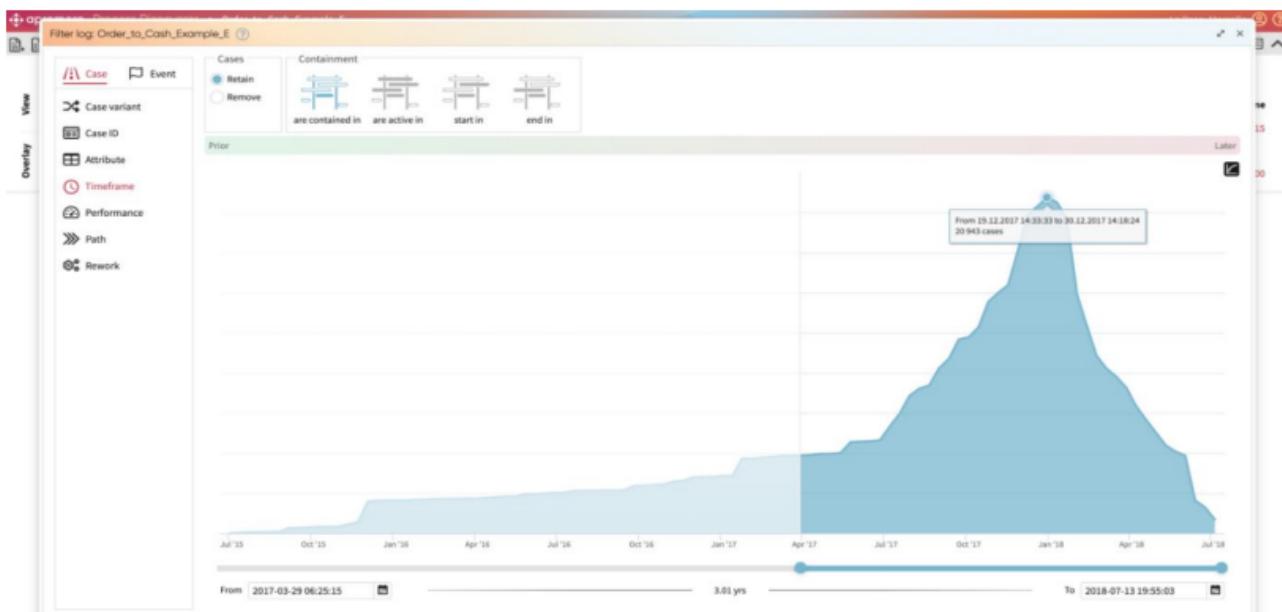 Filter log: Order_to_Cash_Example_E
Case Event
Case variant
Case ID
Attribute
Timeframe
Performance
Path
Rework
View
Overlay
Cases
Retain
Remove
Containment
are contained in are active in start in end in
Prior Later
From 19.12.2017 14:33:33 to 30.12.2017 14:18:24
20 943 cases
Jul '15 Oct '15 Jan '16 Apr '16 Jul '16 Oct '16 Jan '17 Apr '17 Jul '17 Oct '17 Jan '18 Apr '18 Jul '18
From 2017-03-29 06:25:15 3.01 yrs To 2018-07-13 19:55:03